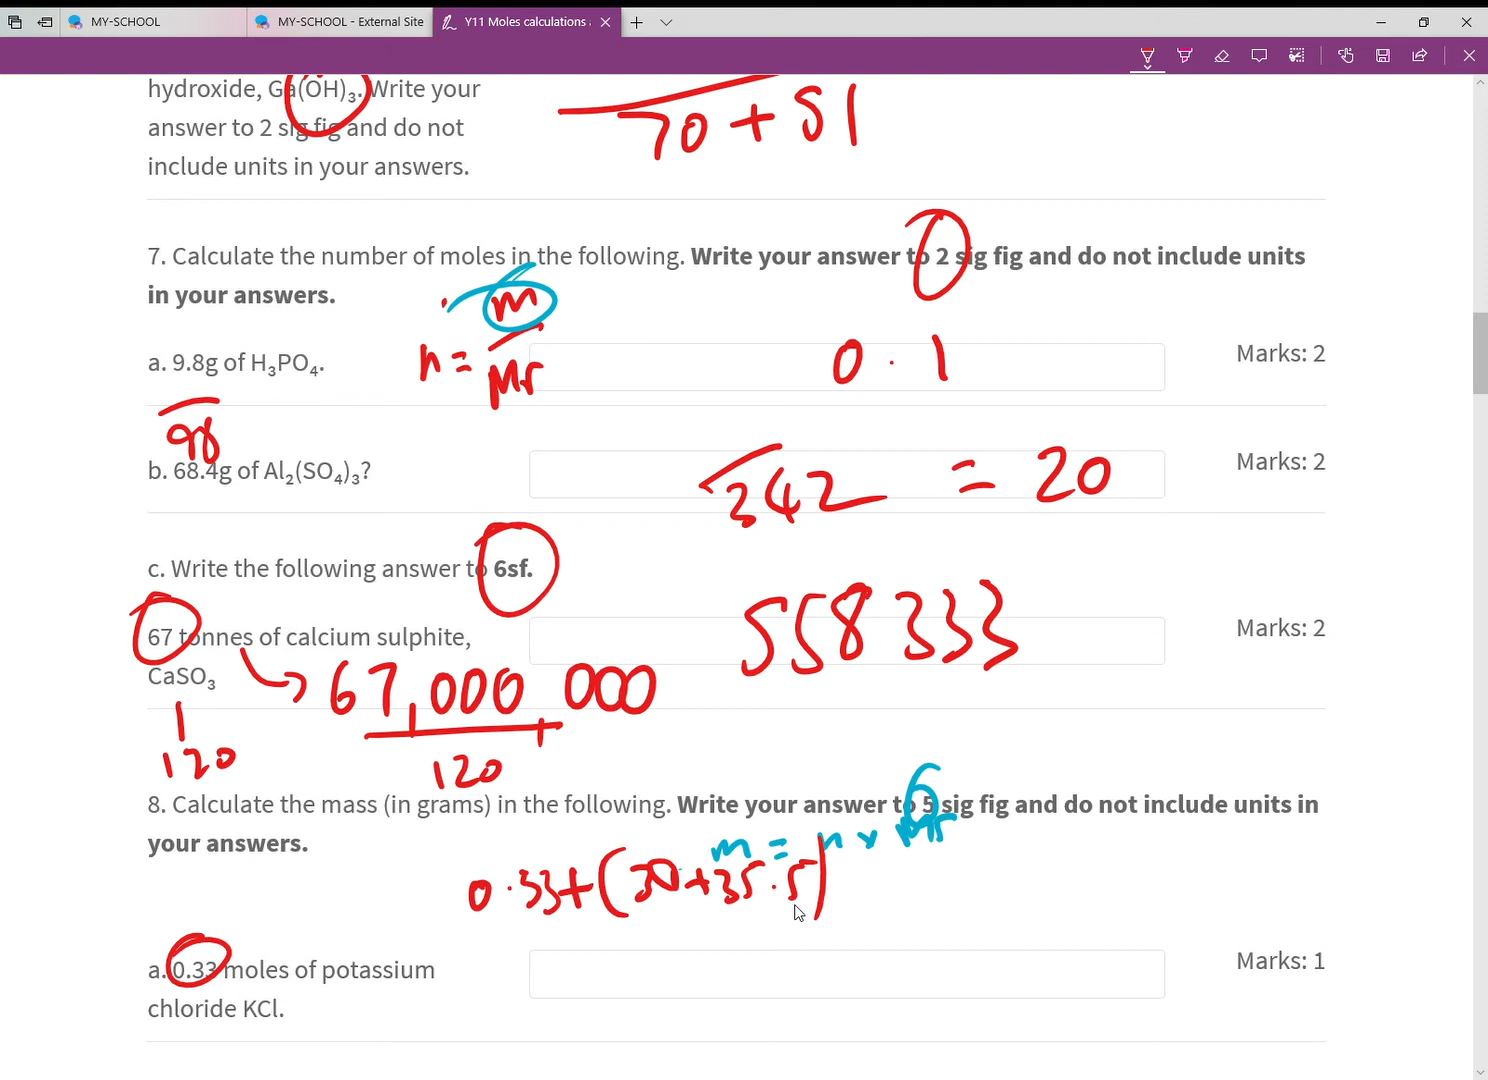 MY-SCHOOL
MY-SCHOOL - External Site
Y11 Moles calculations
hydroxide, Ga(OH)₃. Write your
answer to 2 sig fig and do not
include units in your answers.
70 + 51
7. Calculate the number of moles in the following. Write your answer to 2 sig fig and do not include units
in your answers.
n = m
Mr
a. 9.8g of H₃PO₄.
0.1
Marks: 2
98
b. 68.4g of Al₂(SO₄)₃?
342 = 20
Marks: 2
c. Write the following answer to 6sf.
67 tonnes of calcium sulphite,
CaSO₃
558 333
Marks: 2
67,000,000
120
120
8. Calculate the mass (in grams) in the following. Write your answer to 5 sig fig and do not include units in
your answers.
m = n x Mr
0.33+( +35.5)
a. 0.33 moles of potassium
chloride KCl.
Marks: 1